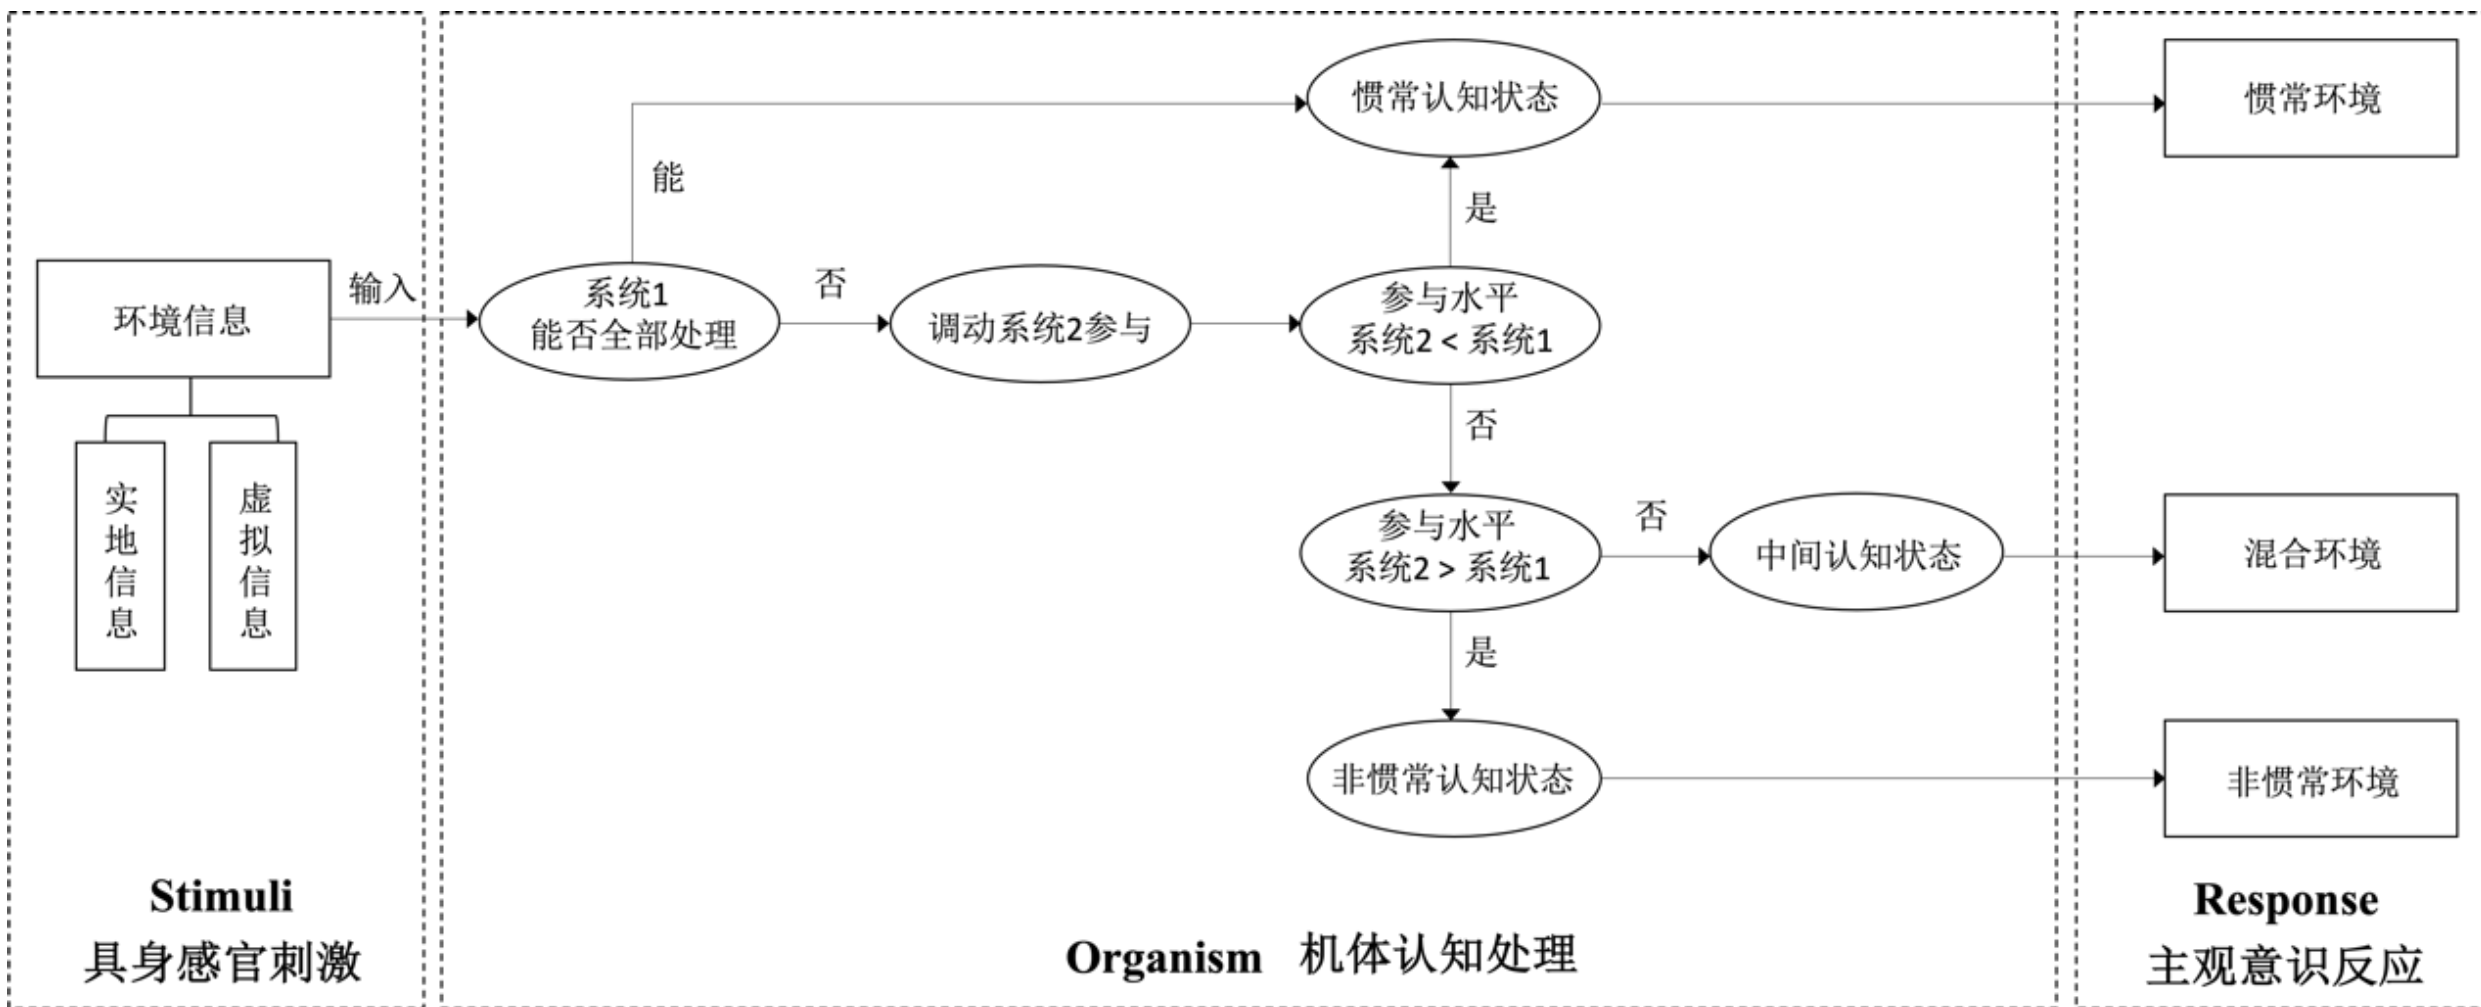 环境信息
实地信息
虚拟信息
Stimuli
具身感官刺激
输入
系统1
能否全部处理
能
否
调动系统2参与
参与水平
系统2 < 系统1
是
惯常认知状态
否
参与水平
系统2 > 系统1
否
中间认知状态
是
非惯常认知状态
Organism 机体认知处理
惯常环境
混合环境
非惯常环境
Response
主观意识反应